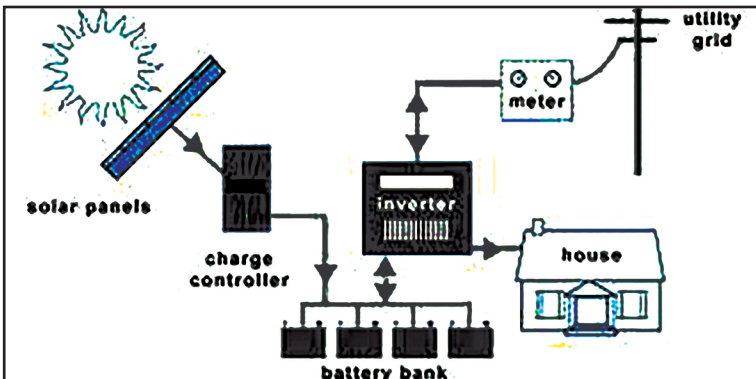 utility
grid
meter
solar panels
inverter
charge
controller
house
battery bank